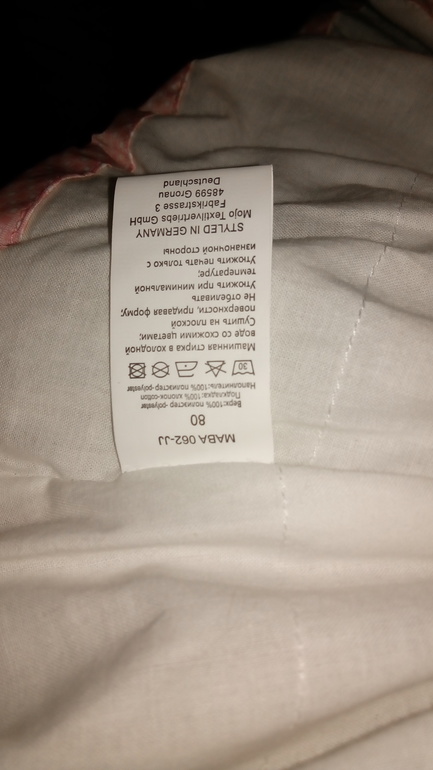 MABA 062-JJ
80
Верх:100% полиэстер-polyester
Подкладка:100% хлопок-cotton
Наполнитель:100% полиэстер-polyester
30
Машинная стирка в холодной
воде со схожими цветами;
Сушить на плоской
поверхности, придавая форму;
Не отбеливать
Утюжить при минимальной
температуре;
Утюжить печать только с
изнаночной стороны
STYLED IN GERMANY
Mojo Textilvertriebs GmbH
Fabrikstrasse 3
48599 Gronau
Deutschland